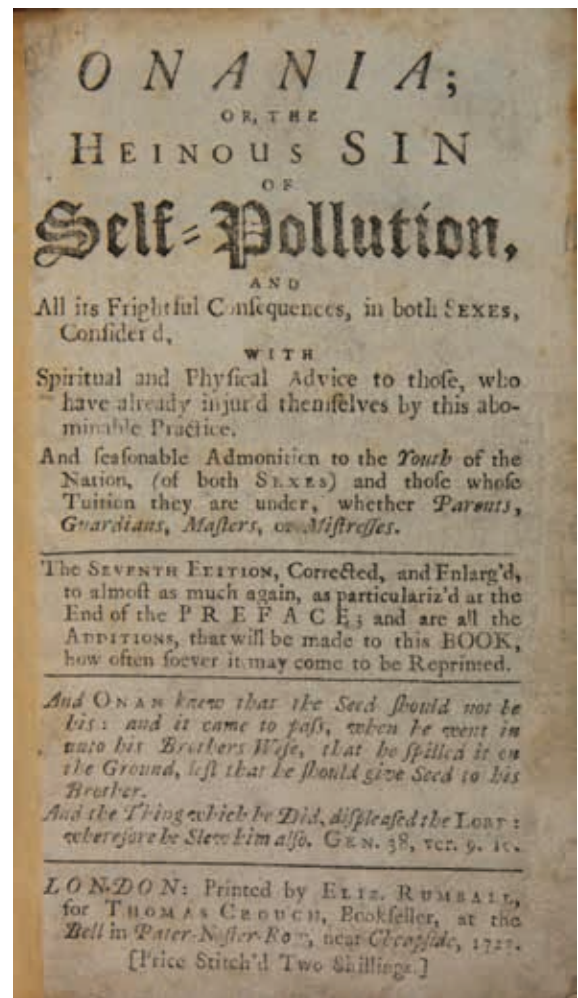 ONANIA;
OR, THE
HEINOUS SIN
OF
Self-Pollution,
AND
All its Frightful Conſequences, in both SEXES,
Conſider'd,
WITH
Spiritual and Phyſical Advice to thoſe, who
have already injur'd themſelves by this abo-
minable Practice.
And ſeaſonable Admonition to the Youth of the
Nation, (of both SEXES) and thoſe whoſe
Tuition they are under, whether Parents,
Guardians, Maſters, or Miſtreſſes.
The SEVENTH EDITION, Corrected, and Enlarg'd,
to almoſt as much again, as particulariz'd at the
End of the PREFACE; and are all the
ADDITIONS, that will be made to this BOOK,
how often ſoever it may come to be Reprinted.
And ONAN knew that the Seed ſhould not be
his: and it came to paſs, when he went in
unto his Brothers Wife, that he ſpilled it on
the Ground, leſt that he ſhould give Seed to his
Brother.
And the Thing which he Did, diſpleaſed the LORD:
wherefore he Slew him alſo. GEN. 38, ver. 9. 10.
LONDON: Printed by ELIZ. RUMBALL,
for THOMAS CROUCH, Bookſeller, at the
Bell in Pater-Noſter-Row, near Cheapſide,
[Price Stitch'd Two Shillings.]